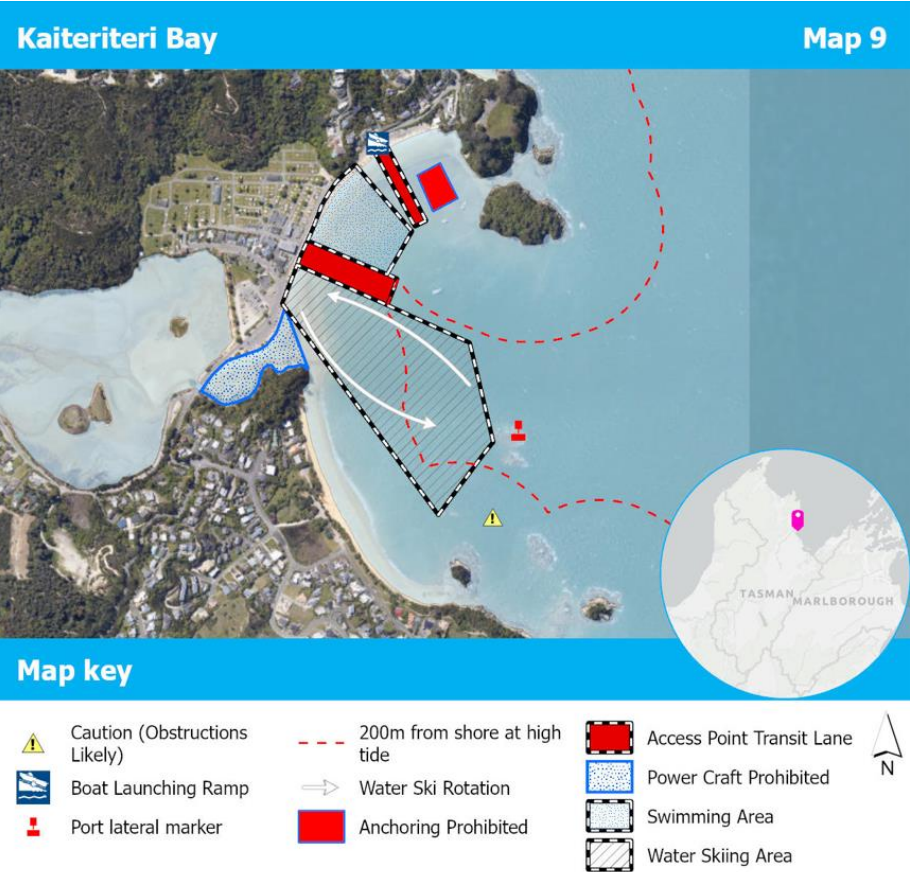 Kaiteriteri Bay
Map 9
TASMAN
MARLBOROUGH
Map key
Caution (Obstructions
Likely)
Boat Launching Ramp
Port lateral marker
200m from shore at high
tide
Water Ski Rotation
Anchoring Prohibited
Access Point Transit Lane
Power Craft Prohibited
Swimming Area
Water Skiing Area
N